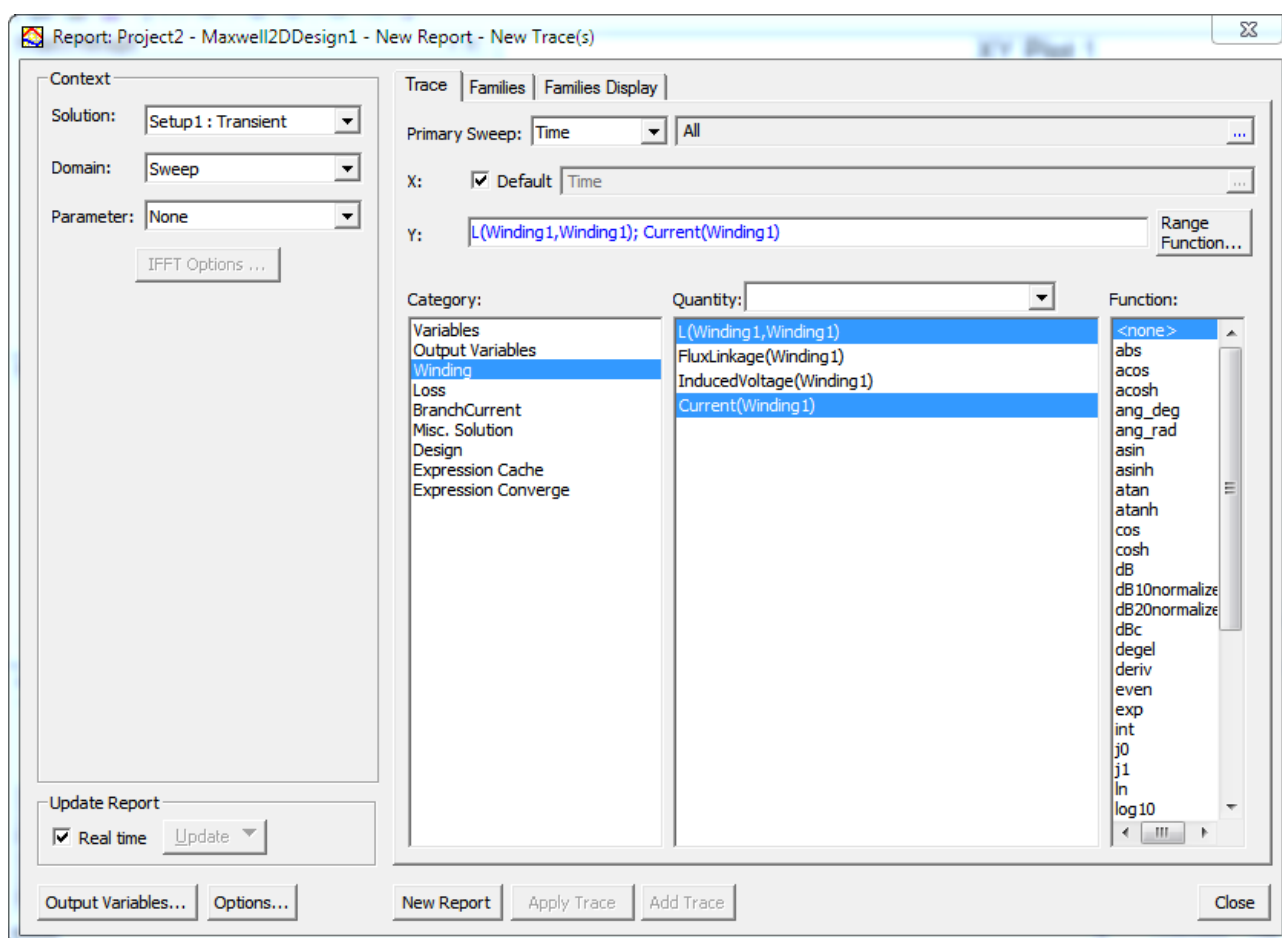 Report: Project2 - Maxwell2DDesign1 - New Report - New Trace(s)
XY Plot 1
Context
Solution:
Setup1 : Transient
Domain:
Sweep
Parameter:
None
IFFT Options ...
Update Report
Real time
Update
Output Variables...
Options...
Trace
Families
Families Display
Primary Sweep:
Time
All
...
X:
Default
Time
...
Y:
L(Winding1,Winding1); Current(Winding1)
Range
Function...
Category:
Variables
Output Variables
Winding
Loss
BranchCurrent
Misc. Solution
Design
Expression Cache
Expression Converge
Quantity:
L(Winding1,Winding1)
FluxLinkage(Winding1)
InducedVoltage(Winding1)
Current(Winding1)
Function:
<none>
abs
acos
acosh
ang_deg
ang_rad
asin
asinh
atan
atanh
cos
cosh
dB
dB10normalize
dB20normalize
dBc
degel
deriv
even
exp
int
j0
j1
ln
log10
New Report
Apply Trace
Add Trace
Close